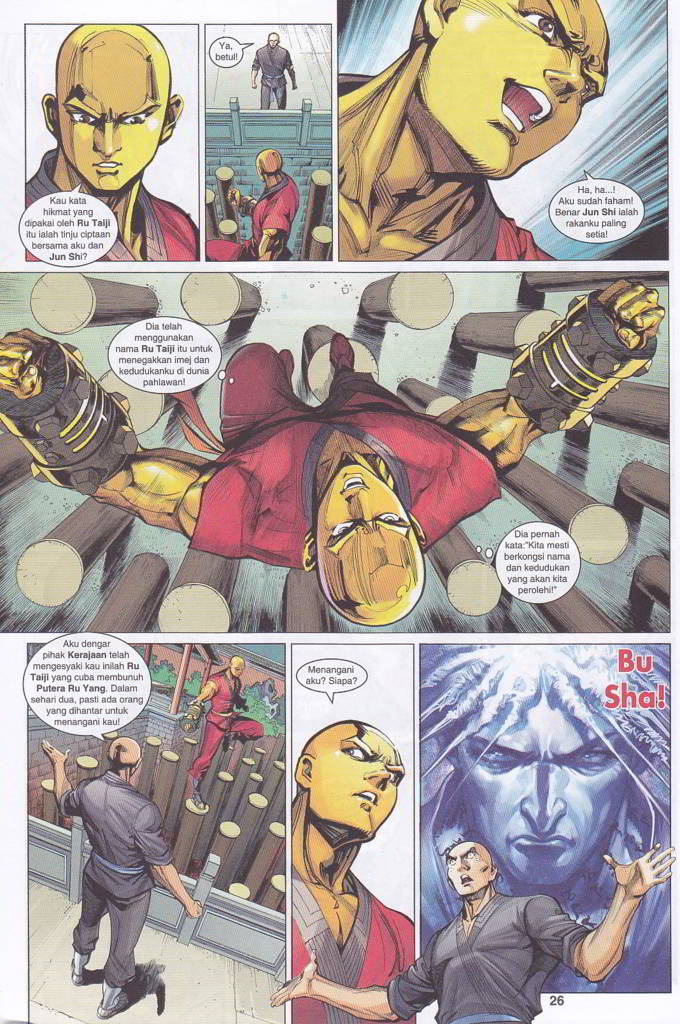 Kau kata
hikmat yang
dipakai oleh Ru Taiji
itu ialah tinju ciptaan
bersama aku dan
Jun Shi?
Ya,
betul!
Ha, ha...!
Aku sudah faham!
Benar Jun Shi ialah
rakanku paling
setia!
Dia telah
menggunakan
nama Ru Taiji itu untuk
menegakkan imej dan
kedudukanku di dunia
pahlawan!
Dia pernah
kata:"Kita mesti
berkongsi nama
dan kedudukan
yang akan kita
perolehi!"
Aku dengar
pihak Kerajaan telah
mengesyaki kau inilah Ru
Taiji yang cuba membunuh
Putera Ru Yang. Dalam
sehari dua, pasti ada orang
yang dihantar untuk
menangani kau!
Menangani
aku? Siapa?
Bu
Sha!
26